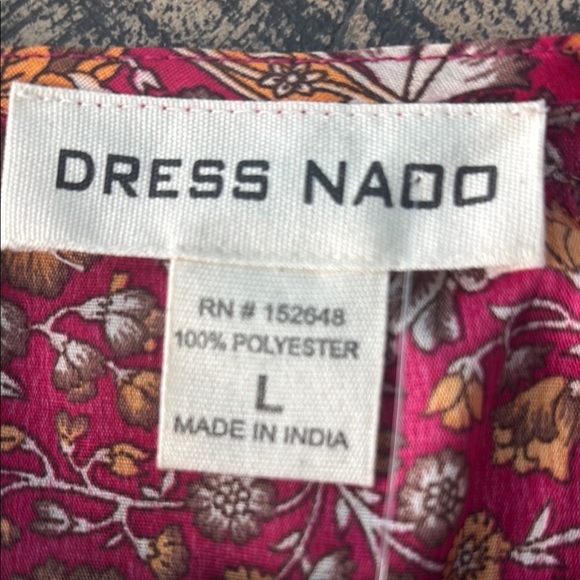 DRESS NADO
RN # 152648
100% POLYESTER
L
MADE IN INDIA